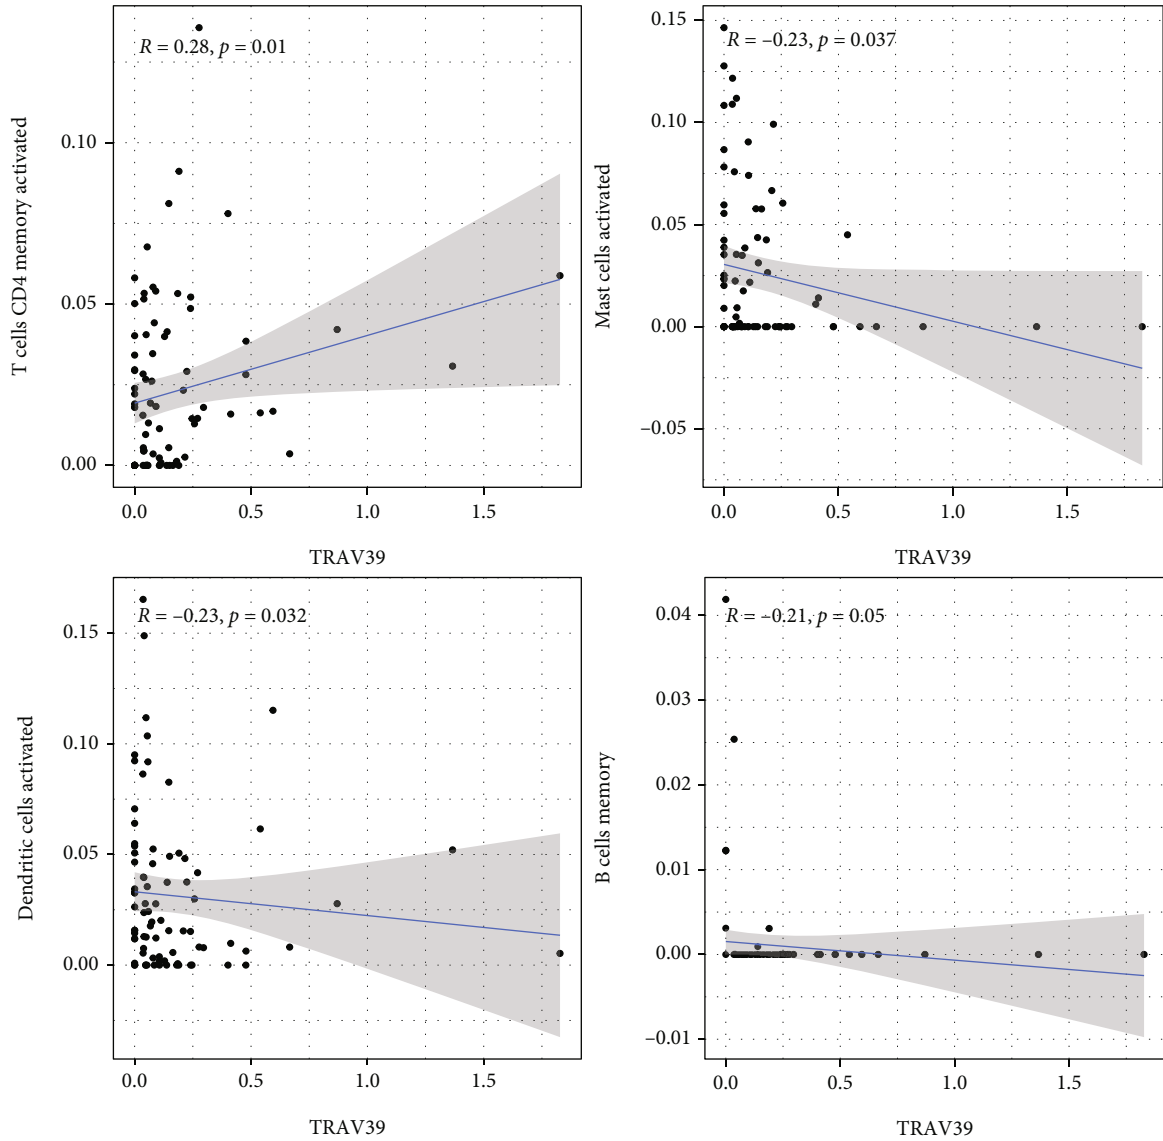 T cells CD4 memory activated
R = 0.28, p = 0.01
0.10
0.05
0.00
0.0 0.5 1.0 1.5
TRAV39
Mast cells activated
R = –0.23, p = 0.037
0.15
0.10
0.05
0.00
–0.05
0.0 0.5 1.0 1.5
TRAV39
Dendritic cells activated
R = –0.23, p = 0.032
0.15
0.10
0.05
0.00
0.0 0.5 1.0 1.5
TRAV39
B cells memory
R = –0.21, p = 0.05
0.04
0.03
0.02
0.01
0.00
–0.01
0.0 0.5 1.0 1.5
TRAV39